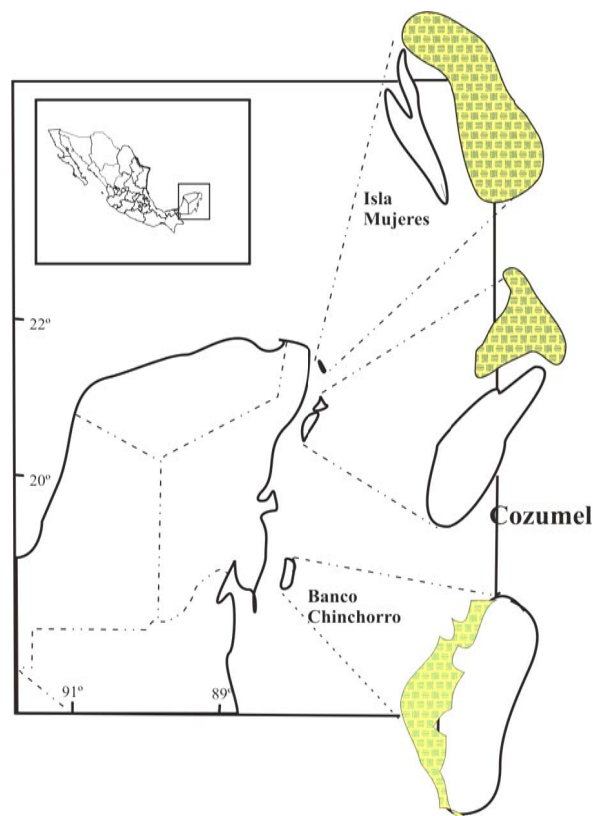 Isla
Mujeres
22º
20º
Cozumel
Banco
Chinchorro
91º
89º